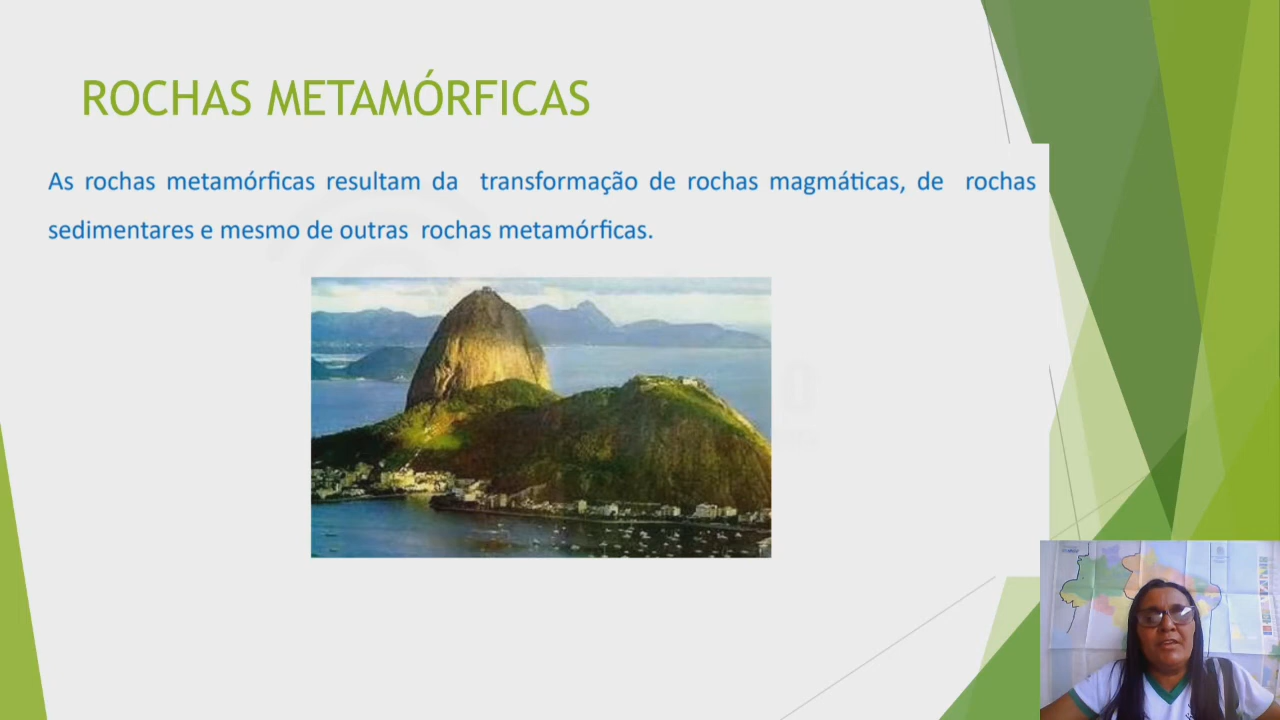 ROCHAS METAMÓRFICAS
As rochas metamórficas resultam da transformação de rochas magmáticas, de rochas
sedimentares e mesmo de outras rochas metamórficas.